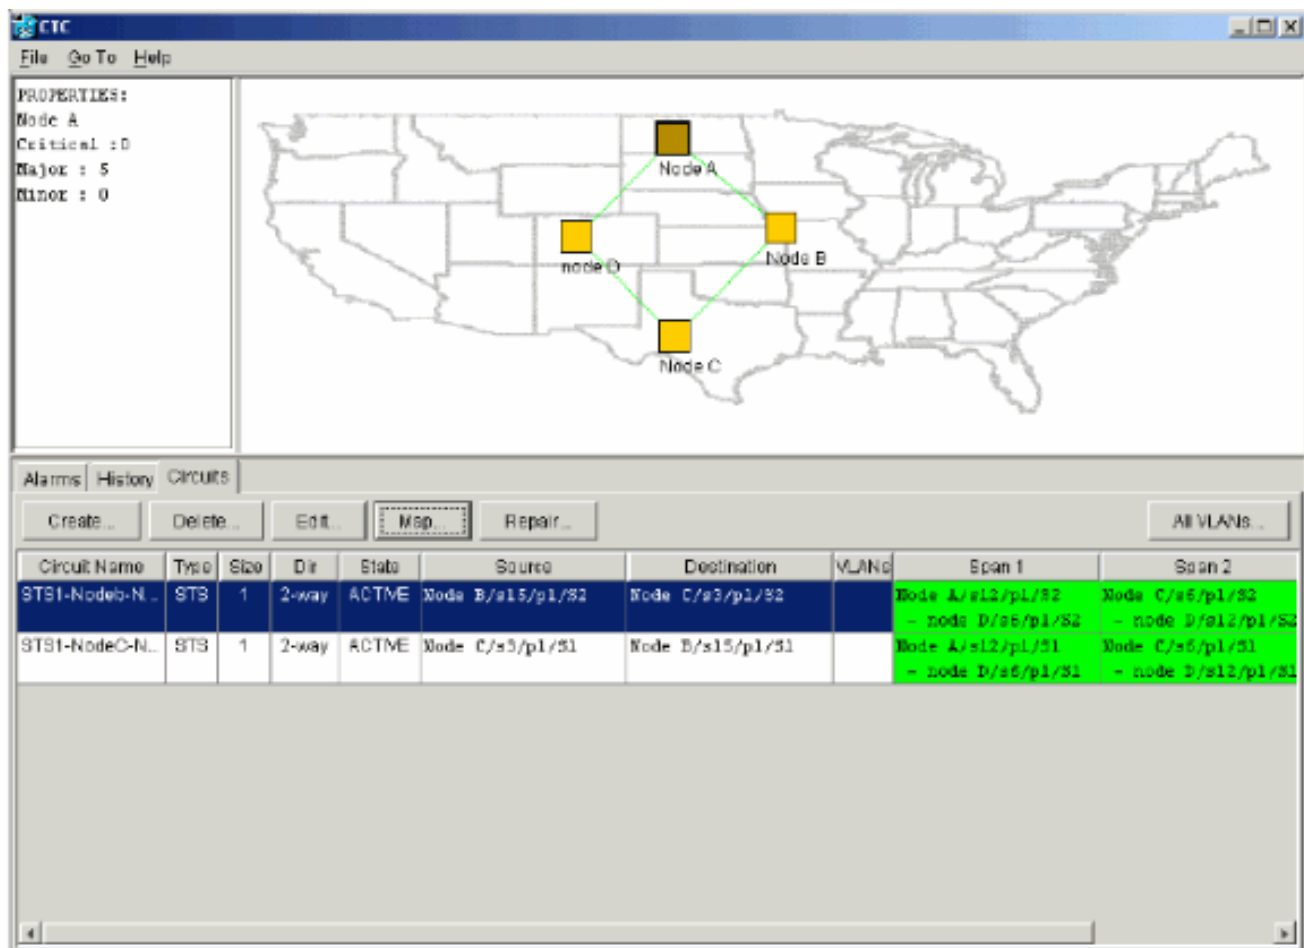 CTC
File Go To Help
PROPERTIES:
Node A
Critical :0
Major : 5
Minor : 0
Node A
node D
Node B
Node C
Alarms History Circuits
Create... Delete... Edit... Map... Repair... All VLANs...
Circuit Name Type Size Dir State Source Destination VLANs Span 1 Span 2
STS1-Nodeb-N... STS 1 2-way ACTIVE Node B/s15/p1/S2 Node C/s3/p1/S2 Node A/s12/p1/S2 Node C/s6/p1/S2
- node D/s6/p1/S2 - node D/s12/p1/S2
STS1-NodeC-N... STS 1 2-way ACTIVE Node C/s3/p1/S1 Node B/s15/p1/S1 Node A/s12/p1/S1 Node C/s6/p1/S1
- node D/s6/p1/S1 - node D/s12/p1/S1